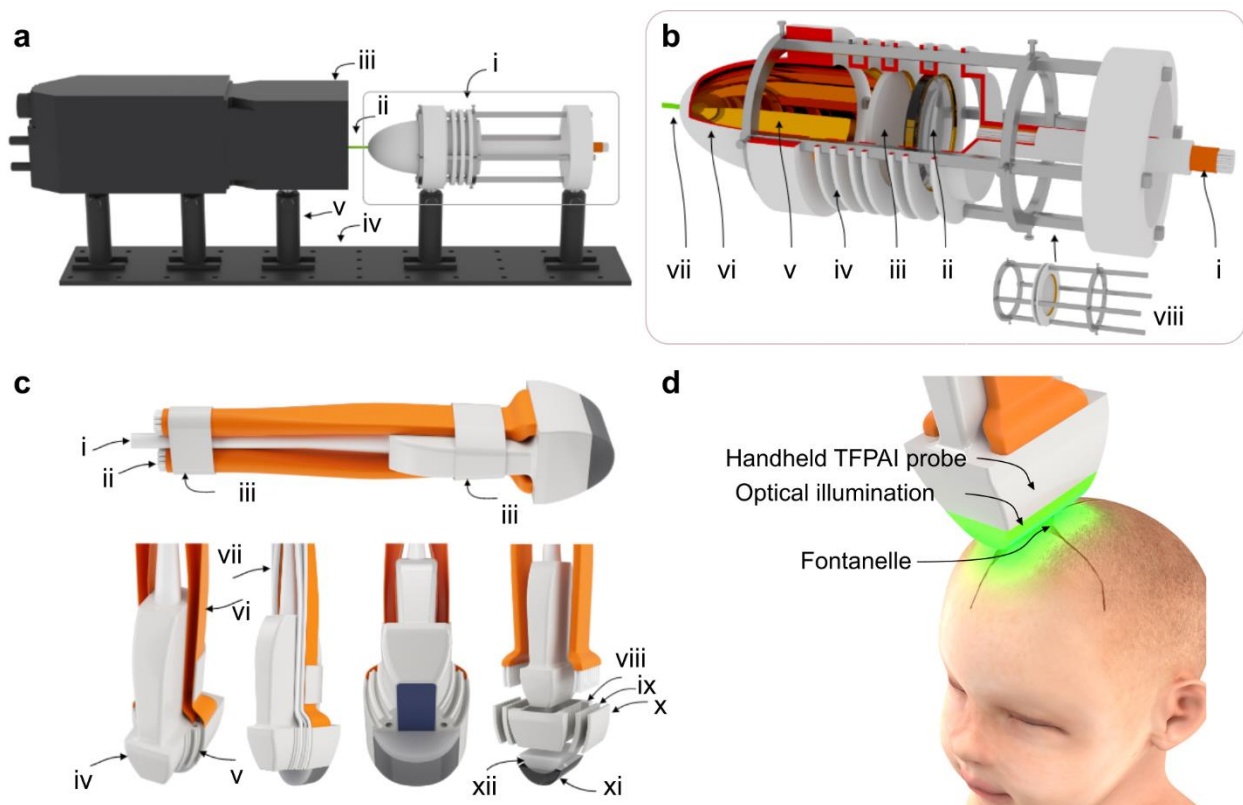 a
iii
i
ii
v
iv
b
vii
vi
v
iv
iii
ii
i
viii
c
i
ii
iii
iii
vii
vi
viii
ix
x
iv
v
xii
xi
d
Handheld TFPAI probe
Optical illumination
Fontanelle